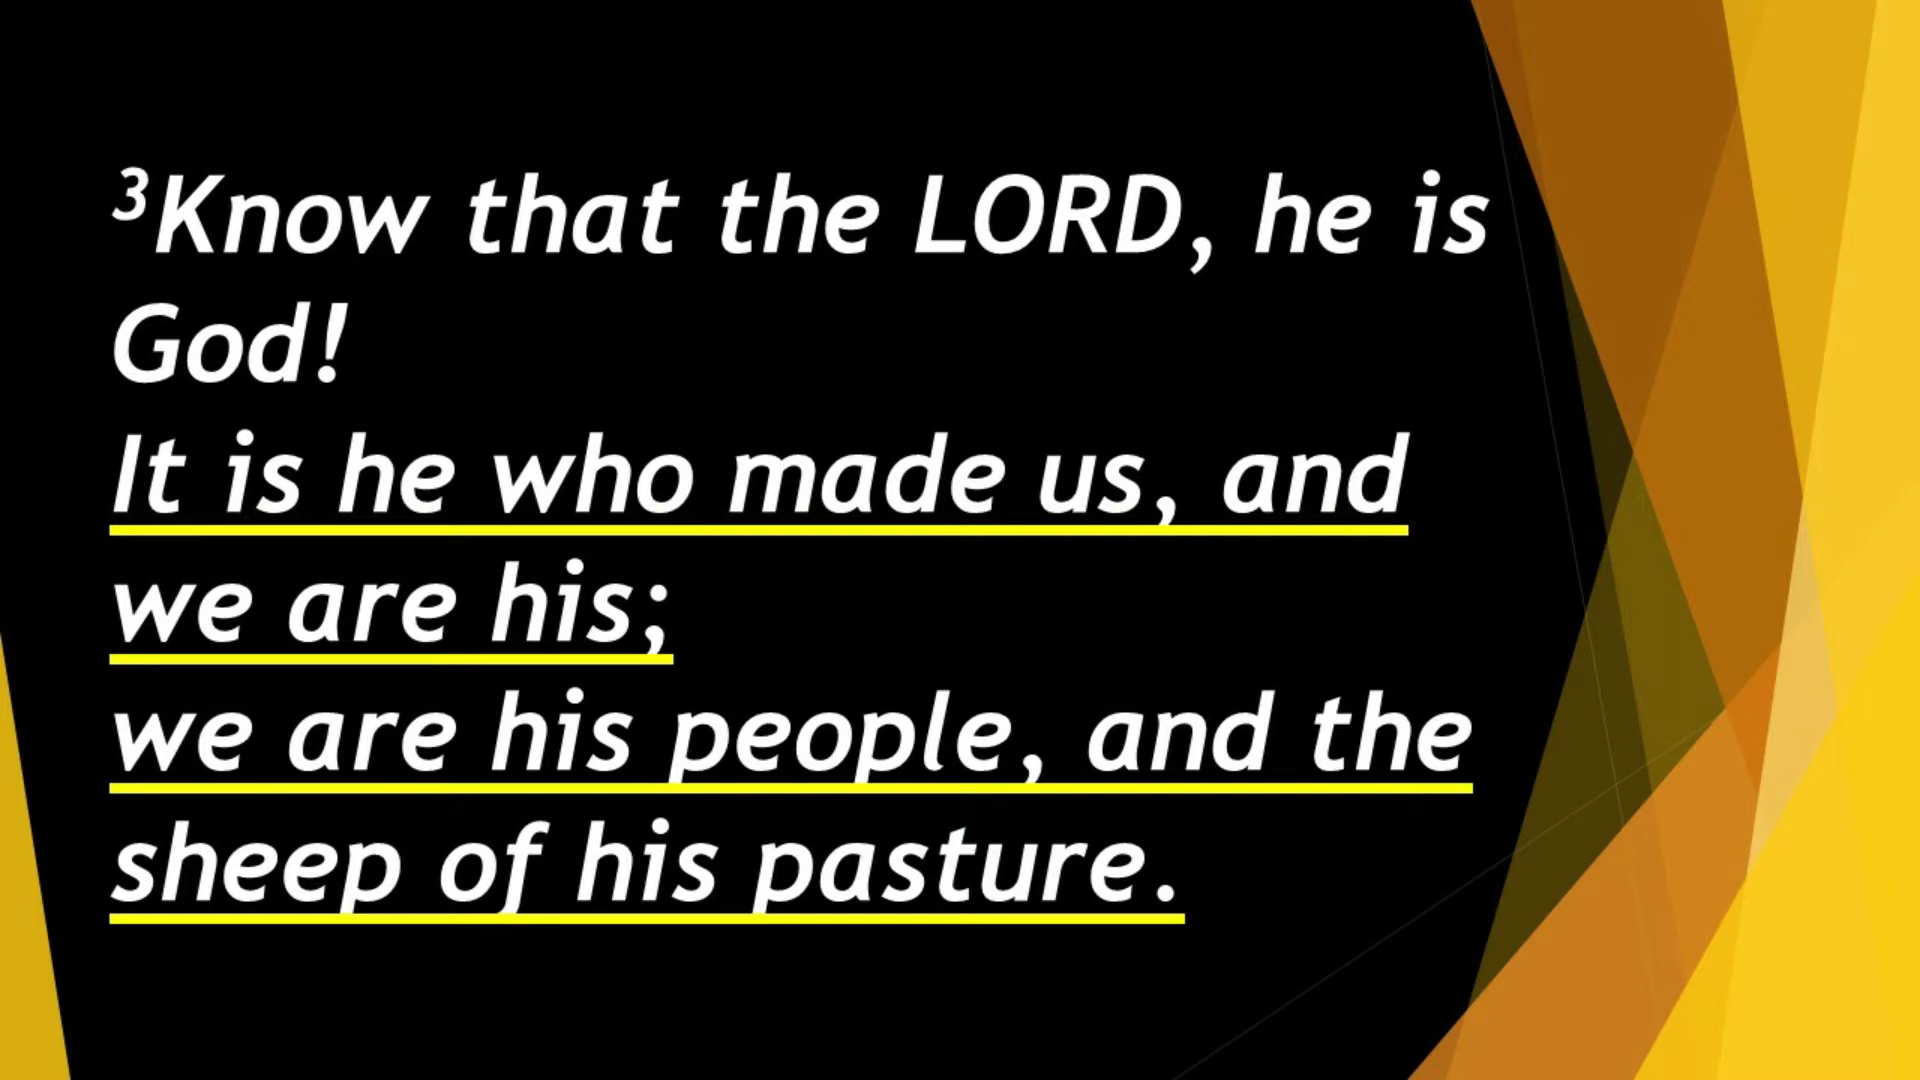 ³Know that the LORD, he is
God!
It is he who made us, and
we are his;
we are his people, and the
sheep of his pasture.